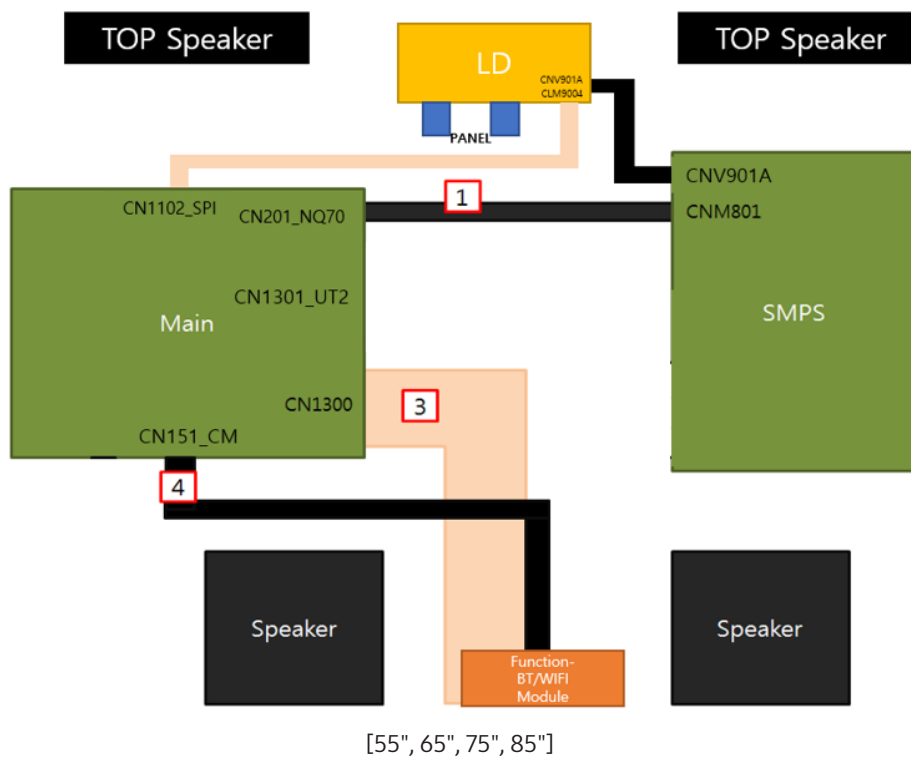 TOP Speaker
TOP Speaker
LD
CNV901A
CLM9004
PANEL
CN1102_SPI
CN201_NQ70
1
CNV901A
CNM801
CN1301_UT2
Main
SMPS
CN1300
3
CN151_CM
4
Speaker
Speaker
Function-
BT/WIFI
Module
[55", 65", 75", 85"]